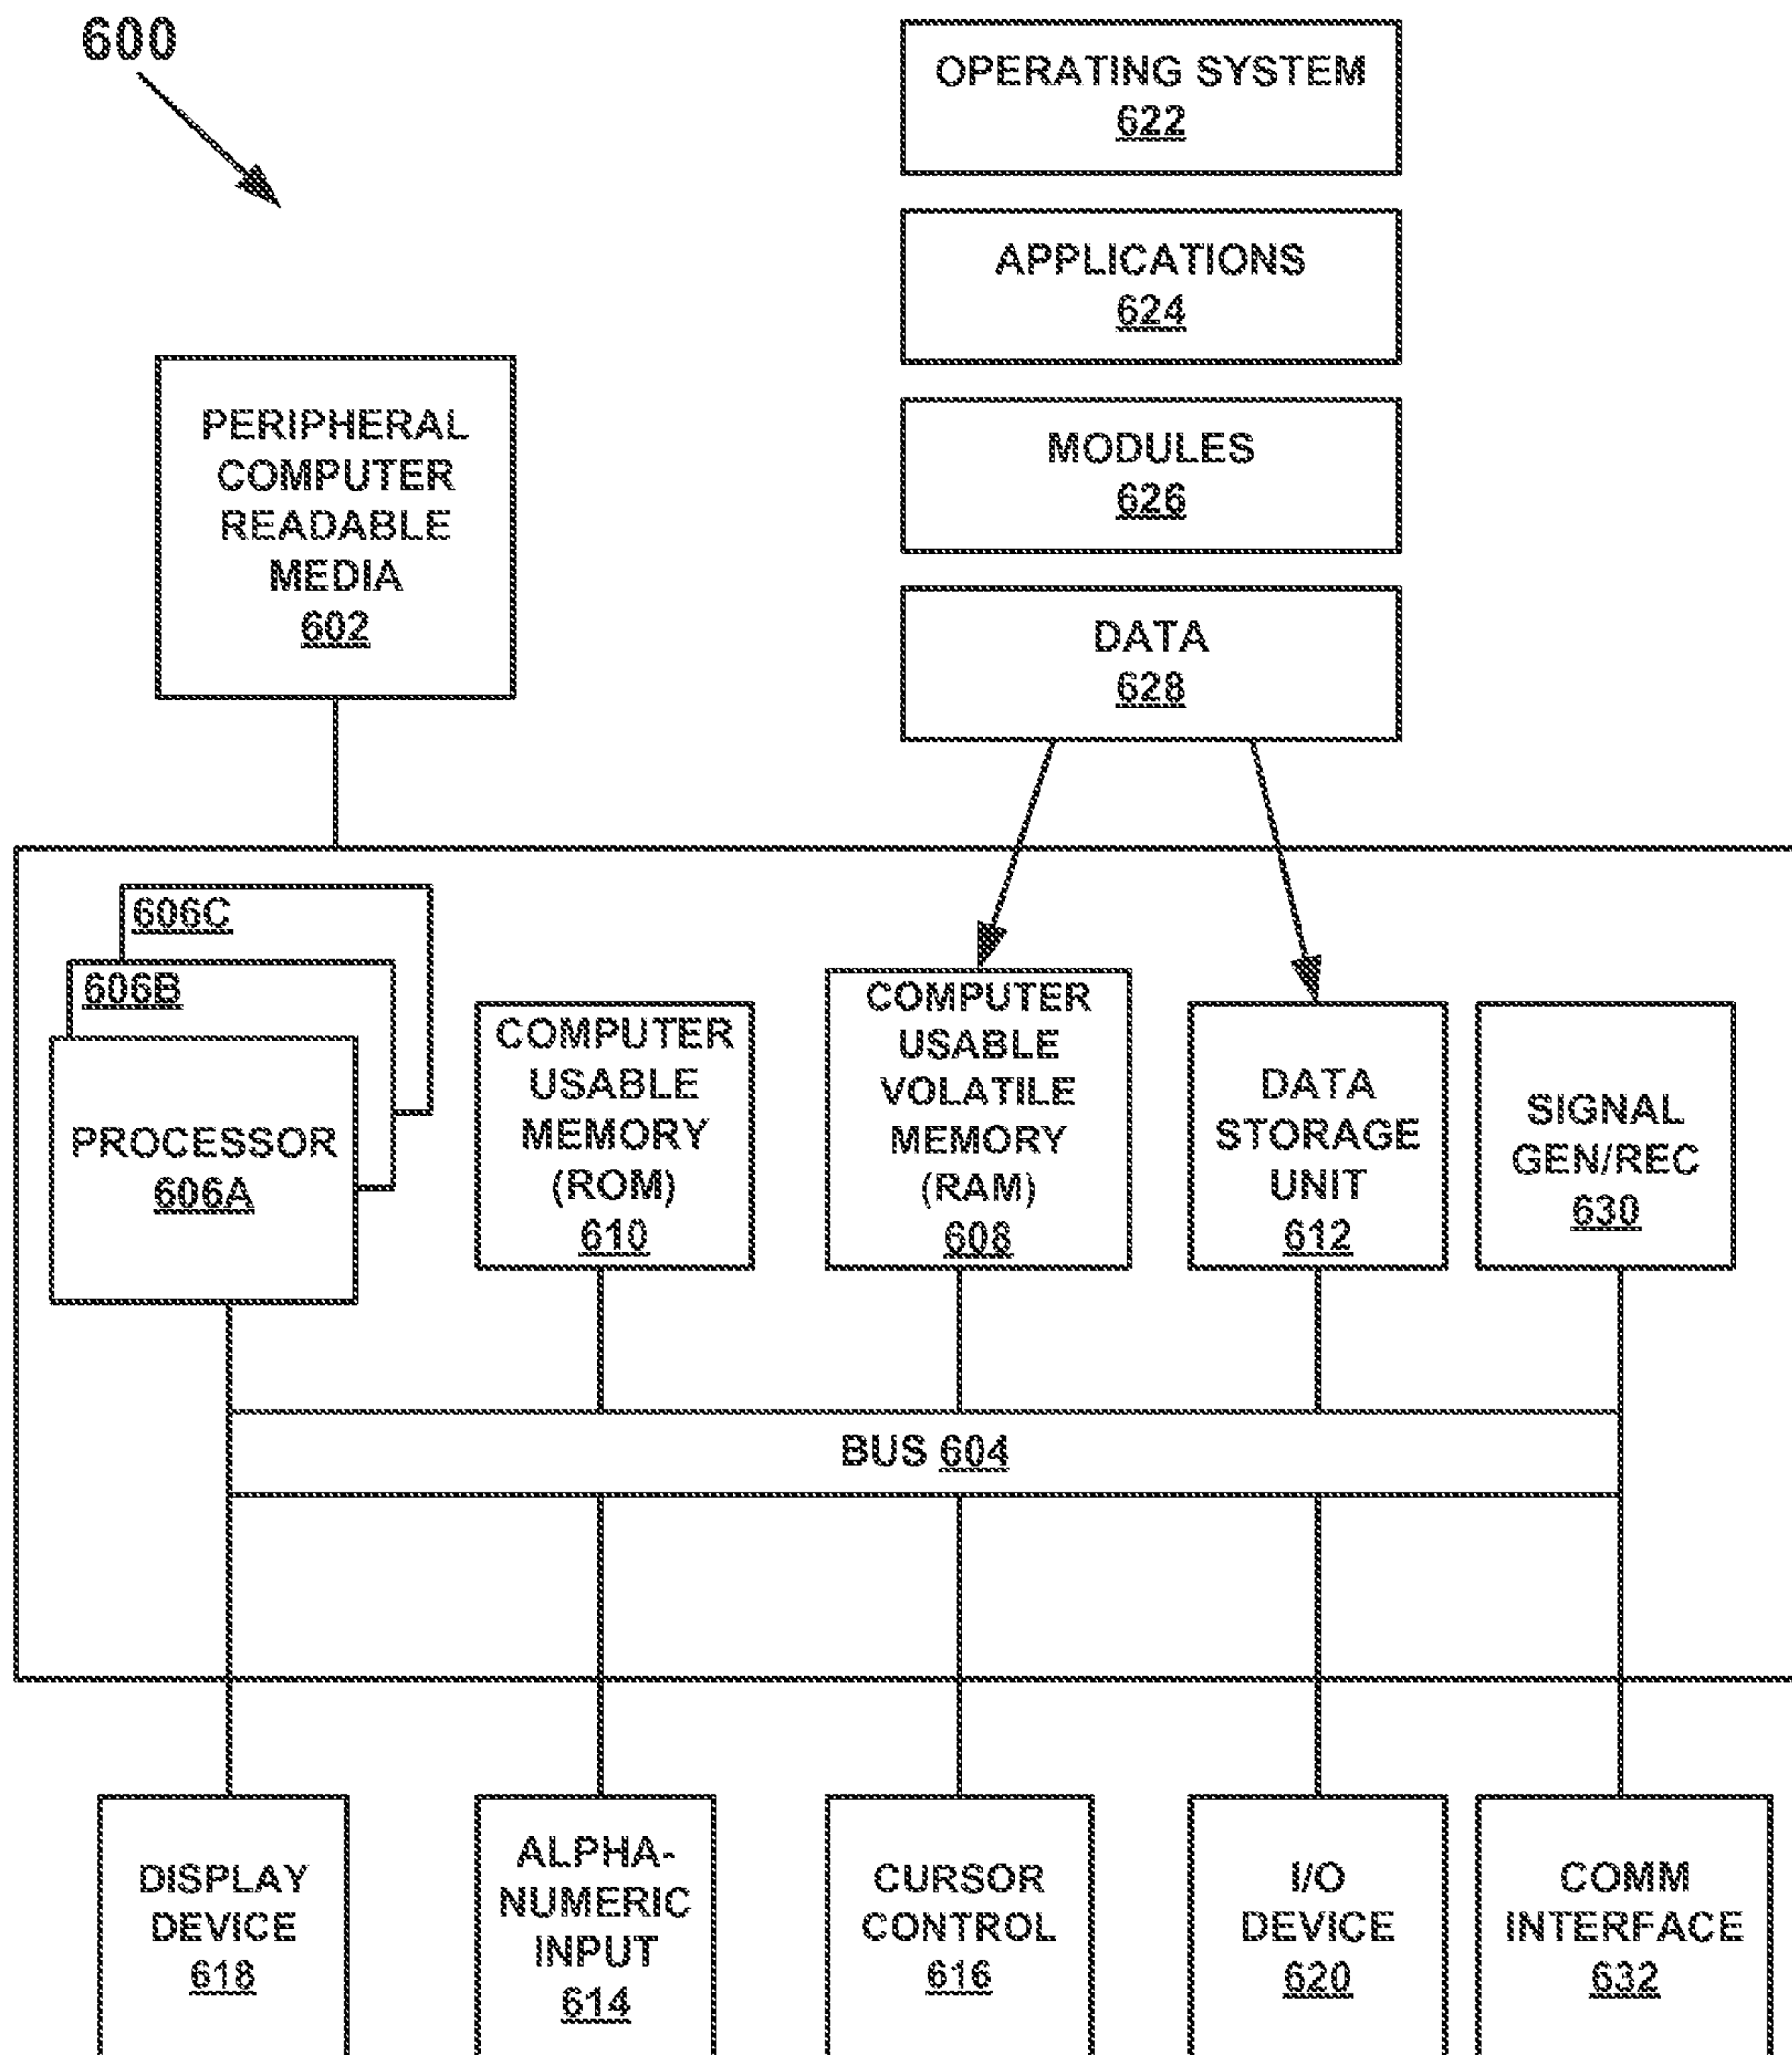 600
OPERATING SYSTEM
622
APPLICATIONS
624
MODULES
626
DATA
628
PERIPHERAL
COMPUTER
READABLE
MEDIA
602
606C
606B
PROCESSOR
606A
COMPUTER
USABLE
MEMORY
(ROM)
610
COMPUTER
USABLE
VOLATILE
MEMORY
(RAM)
608
DATA
STORAGE
UNIT
612
SIGNAL
GEN/REC
630
BUS 604
DISPLAY
DEVICE
618
ALPHA-
NUMERIC
INPUT
614
CURSOR
CONTROL
616
I/O
DEVICE
620
COMM
INTERFACE
632